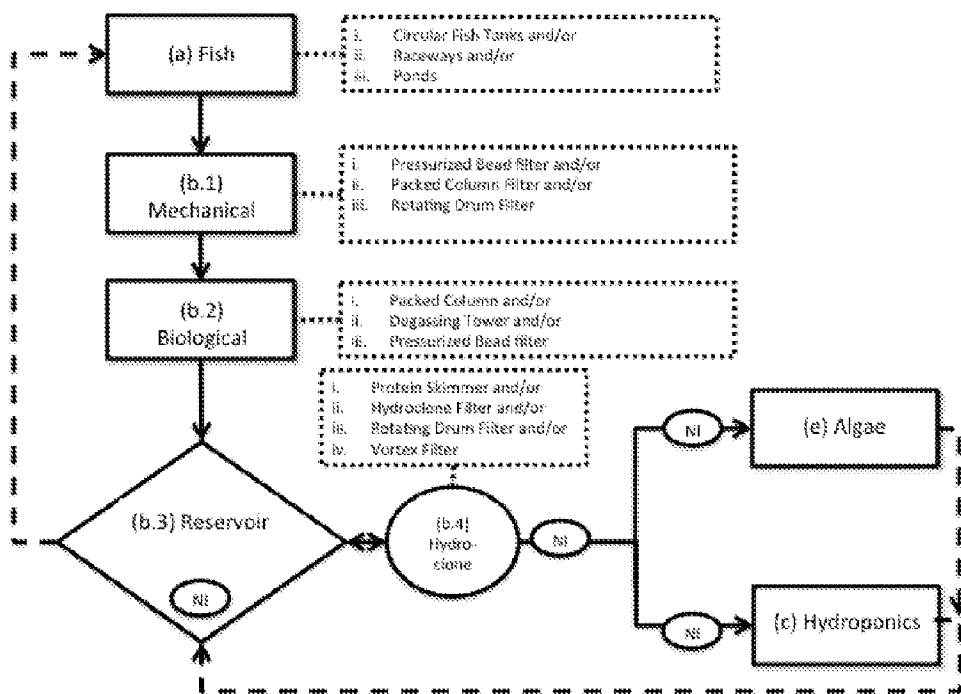 (a) Fish
i. Circular Fish Tanks and/or
ii. Raceways and/or
iii. Ponds
(b.1)
Mechanical
i. Pressurized Bead filter and/or
ii. Packed Column Filter and/or
iii. Rotating Drum Filter
(b.2)
Biological
i. Packed Column and/or
ii. Degassing Tower and/or
iii. Pressurized Bead filter
i. Protein Skimmer and/or
ii. Hydroclone Filter and/or
iii. Rotating Drum Filter and/or
iv. Vortex Filter
(b.3) Reservoir
NI
(b.4)
Hydro-
clone
NI
NI
(e) Algae
NI
(c) Hydroponics